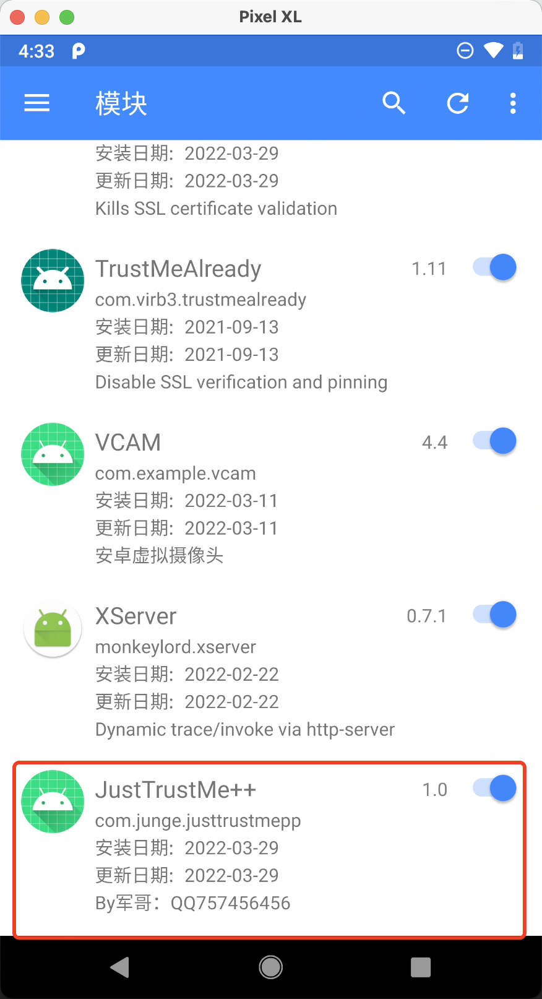 Pixel XL
4:33
模块
安装日期：2022-03-29
更新日期：2022-03-29
Kills SSL certificate validation
TrustMeAlready 1.11
com.virb3.trustmealready
安装日期：2021-09-13
更新日期：2021-09-13
Disable SSL verification and pinning
VCAM 4.4
com.example.vcam
安装日期：2022-03-11
更新日期：2022-03-11
安卓虚拟摄像头
XServer 0.7.1
monkeylord.xserver
安装日期：2022-02-22
更新日期：2022-02-22
Dynamic trace/invoke via http-server
JustTrustMe++ 1.0
com.junge.justtrustmepp
安装日期：2022-03-29
更新日期：2022-03-29
By军哥：QQ757456456